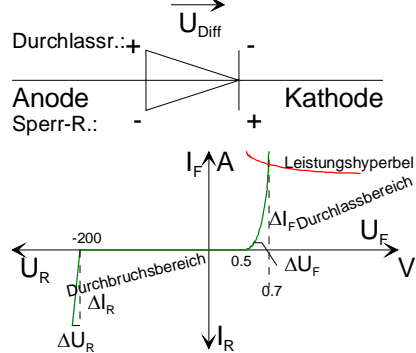 U_Diff
Durchlassr.: + -
Anode Kathode
Sperr-R.: - +
I_F A
Leistungshyperbel
ΔI_F Durchlassbereich
-200 U_F
U_R Durchbruchsbereich 0.5 ΔU_F V
ΔI_R 0.7
ΔU_R I_R